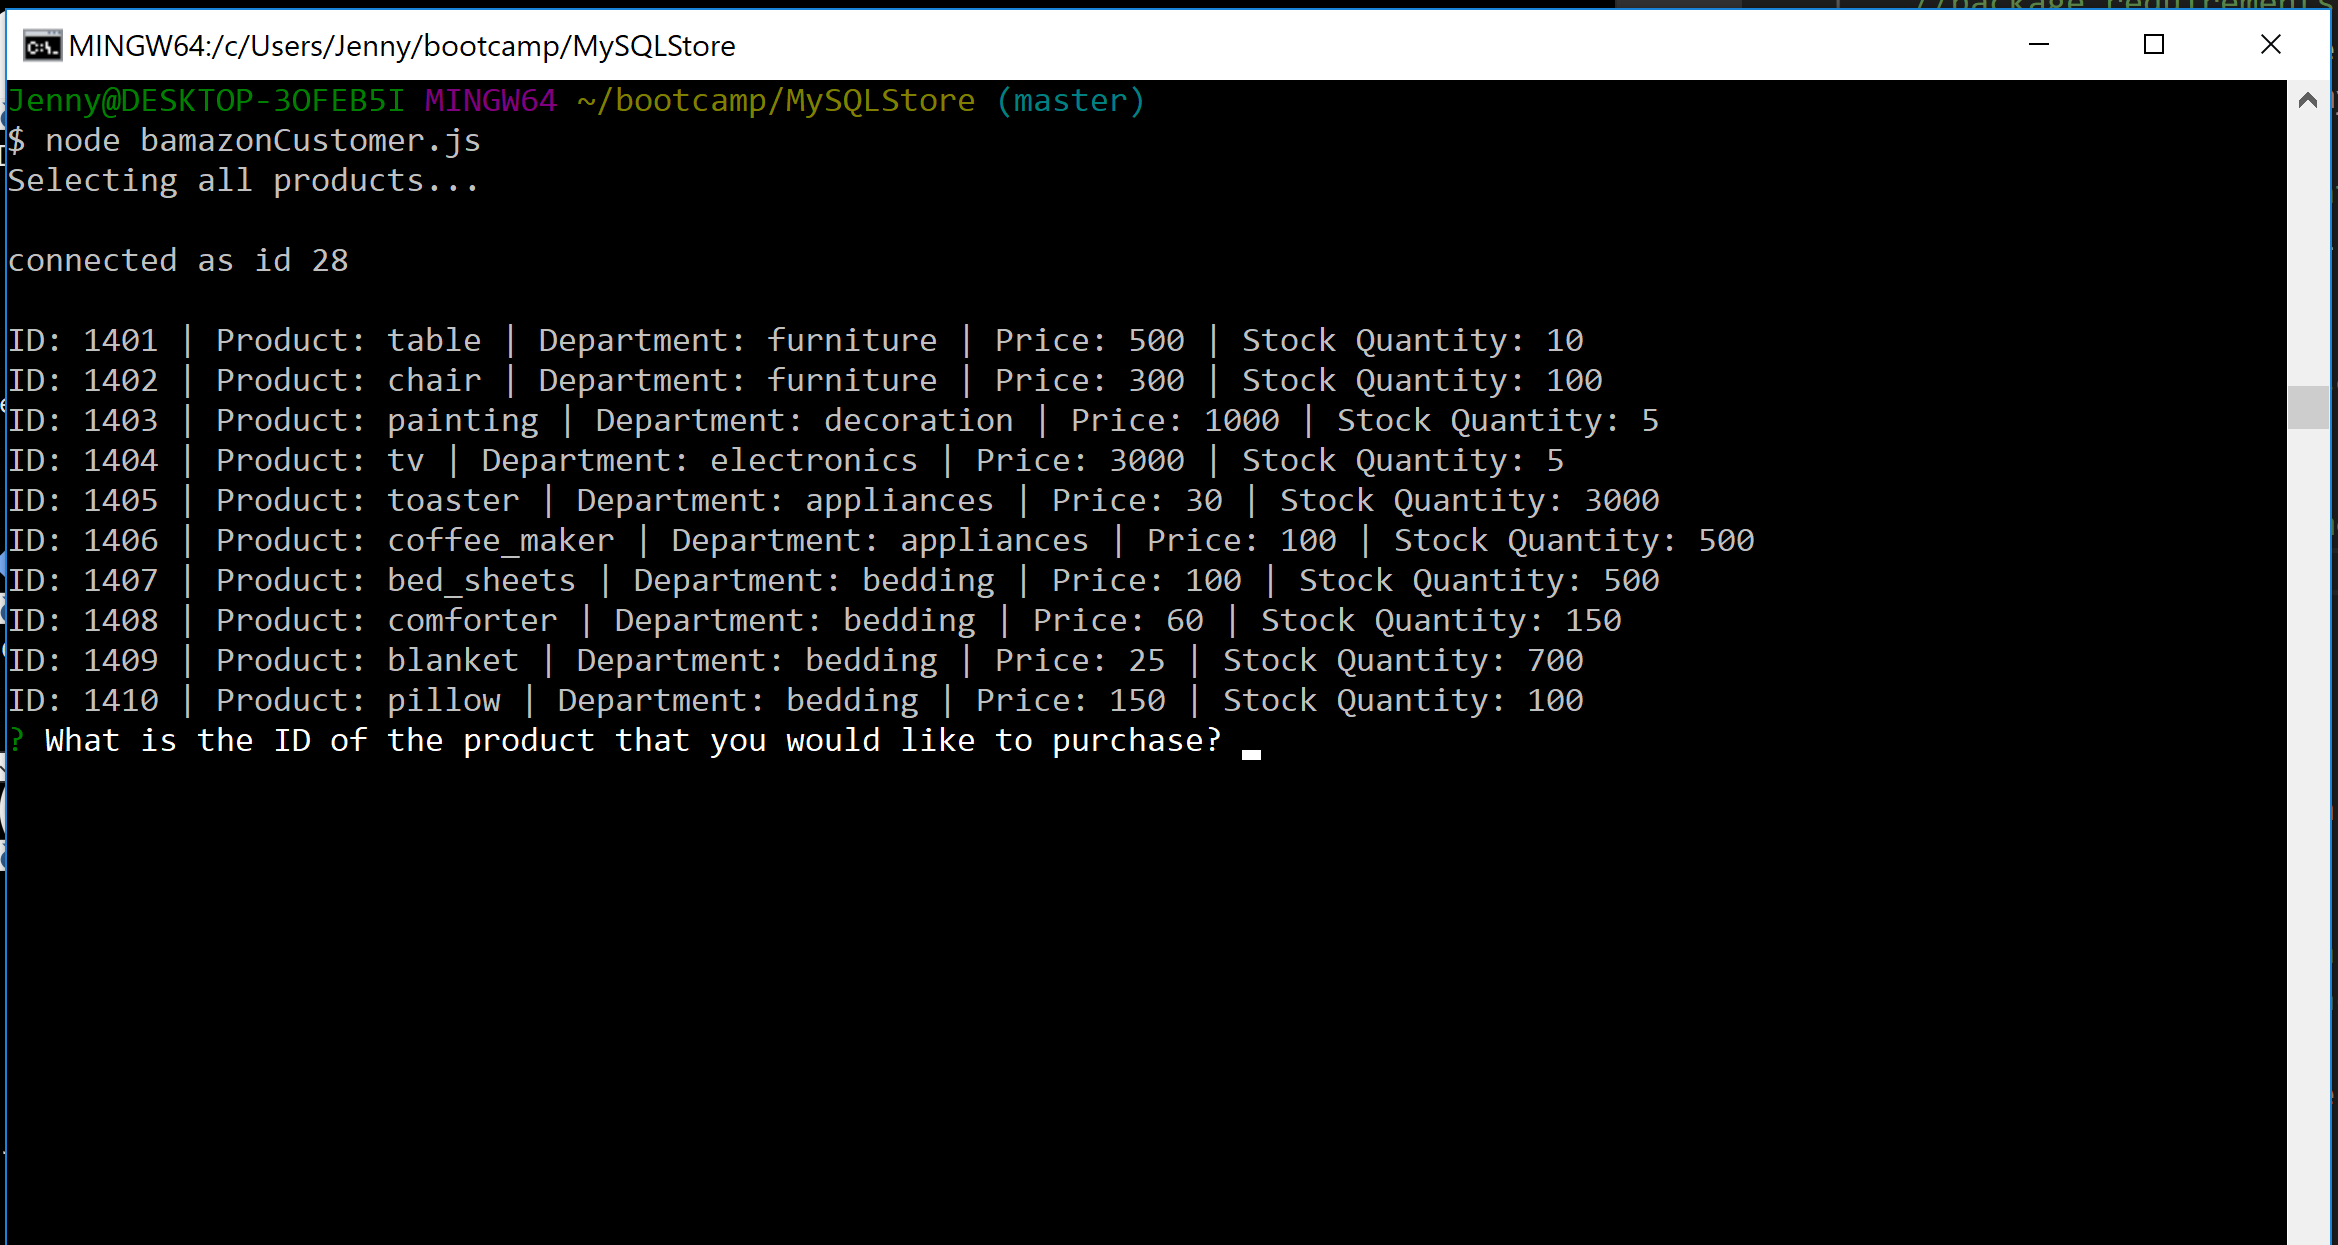 //package requirements
MINGW64:/c/Users/Jenny/bootcamp/MySQLStore
Jenny@DESKTOP-3OFEB5I MINGW64 ~/bootcamp/MySQLStore (master)
$ node bamazonCustomer.js
Selecting all products...
connected as id 28
ID: 1401 | Product: table | Department: furniture | Price: 500 | Stock Quantity: 10
ID: 1402 | Product: chair | Department: furniture | Price: 300 | Stock Quantity: 100
ID: 1403 | Product: painting | Department: decoration | Price: 1000 | Stock Quantity: 5
ID: 1404 | Product: tv | Department: electronics | Price: 3000 | Stock Quantity: 5
ID: 1405 | Product: toaster | Department: appliances | Price: 30 | Stock Quantity: 3000
ID: 1406 | Product: coffee_maker | Department: appliances | Price: 100 | Stock Quantity: 500
ID: 1407 | Product: bed_sheets | Department: bedding | Price: 100 | Stock Quantity: 500
ID: 1408 | Product: comforter | Department: bedding | Price: 60 | Stock Quantity: 150
ID: 1409 | Product: blanket | Department: bedding | Price: 25 | Stock Quantity: 700
ID: 1410 | Product: pillow | Department: bedding | Price: 150 | Stock Quantity: 100
? What is the ID of the product that you would like to purchase?